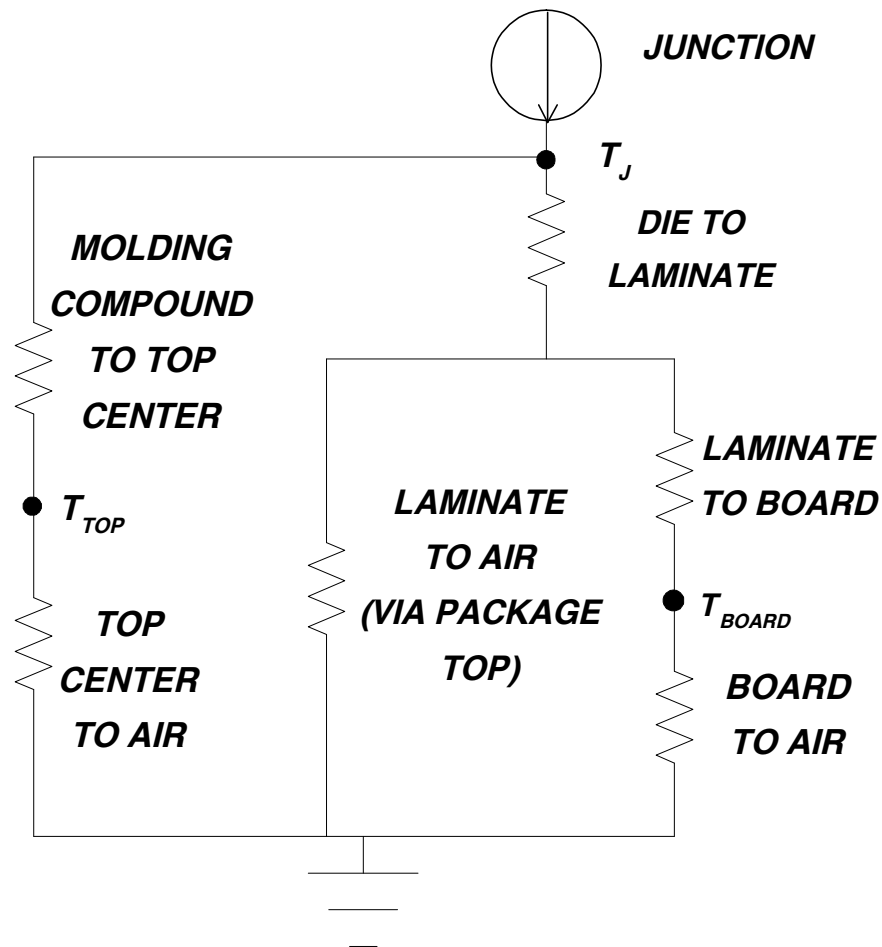 JUNCTION
T_J
DIE TO
LAMINATE
MOLDING
COMPOUND
TO TOP
CENTER
T_TOP
TOP
CENTER
TO AIR
LAMINATE
TO AIR
(VIA PACKAGE
TOP)
LAMINATE
TO BOARD
T_BOARD
BOARD
TO AIR